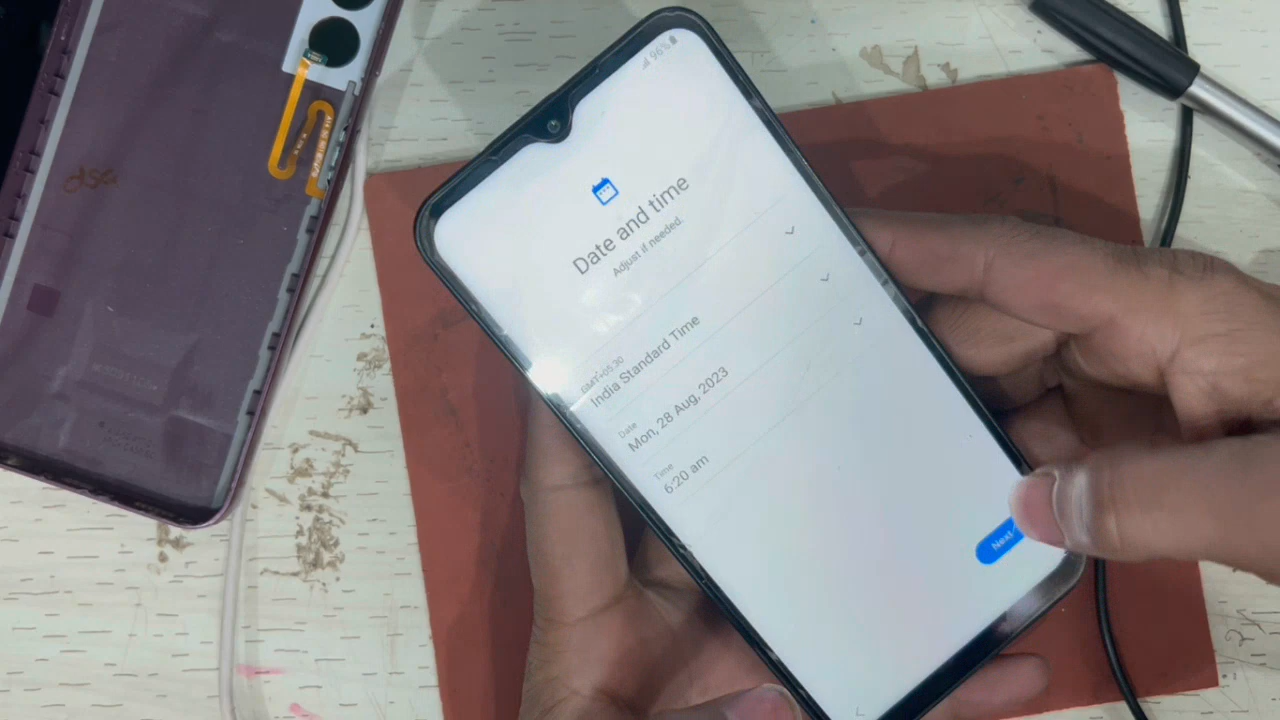 96%
Date and time
Adjust if needed.
GMT+05:30
India Standard Time
Date
Mon, 28 Aug, 2023
Time
6:20 am
Next